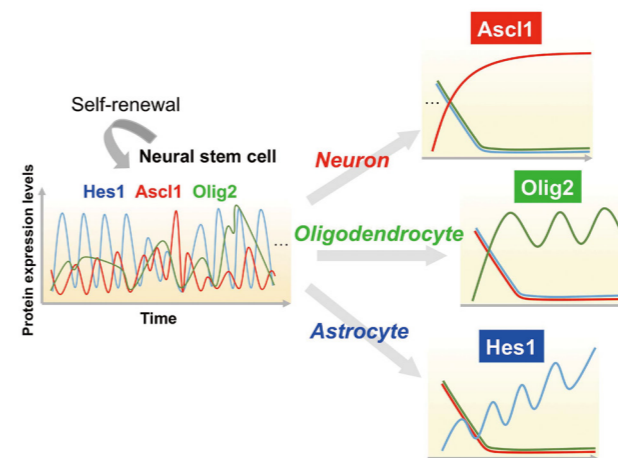 Ascl1
Self-renewal
Neural stem cell
Hes1 Ascl1 Olig2
Protein expression levels
Time
...
Neuron
Oligodendrocyte
Astrocyte
...
Olig2
Hes1